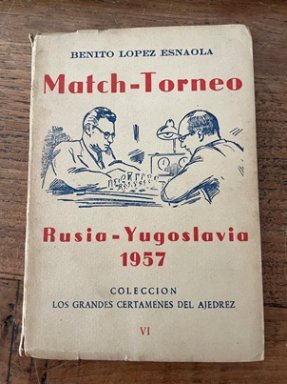 BENITO LOPEZ ESNAOLA
Match-Torneo
Rusia-Yugoslavia
1957
COLECCION
LOS GRANDES CERTAMENES DEL AJEDREZ
VI